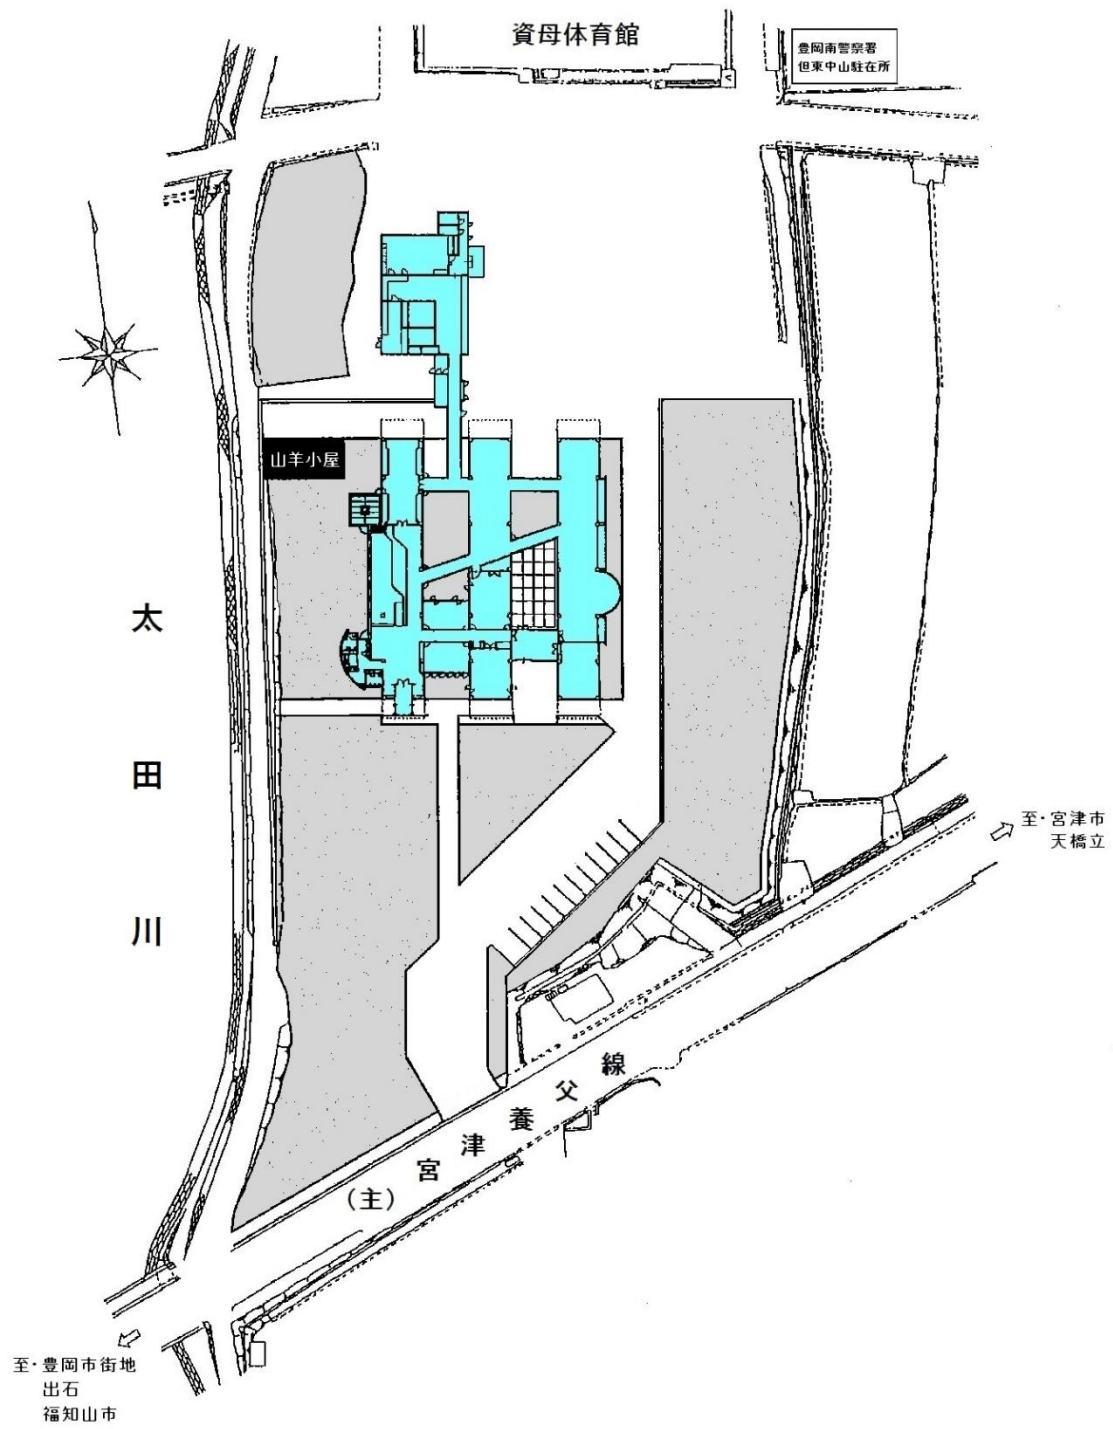 資母体育館
豊岡南警察署
但東中山駐在所
山羊小屋
太田川
至・宮津市
天橋立
(主)宮津養父線
至・豊岡市街地
出石
福知山市